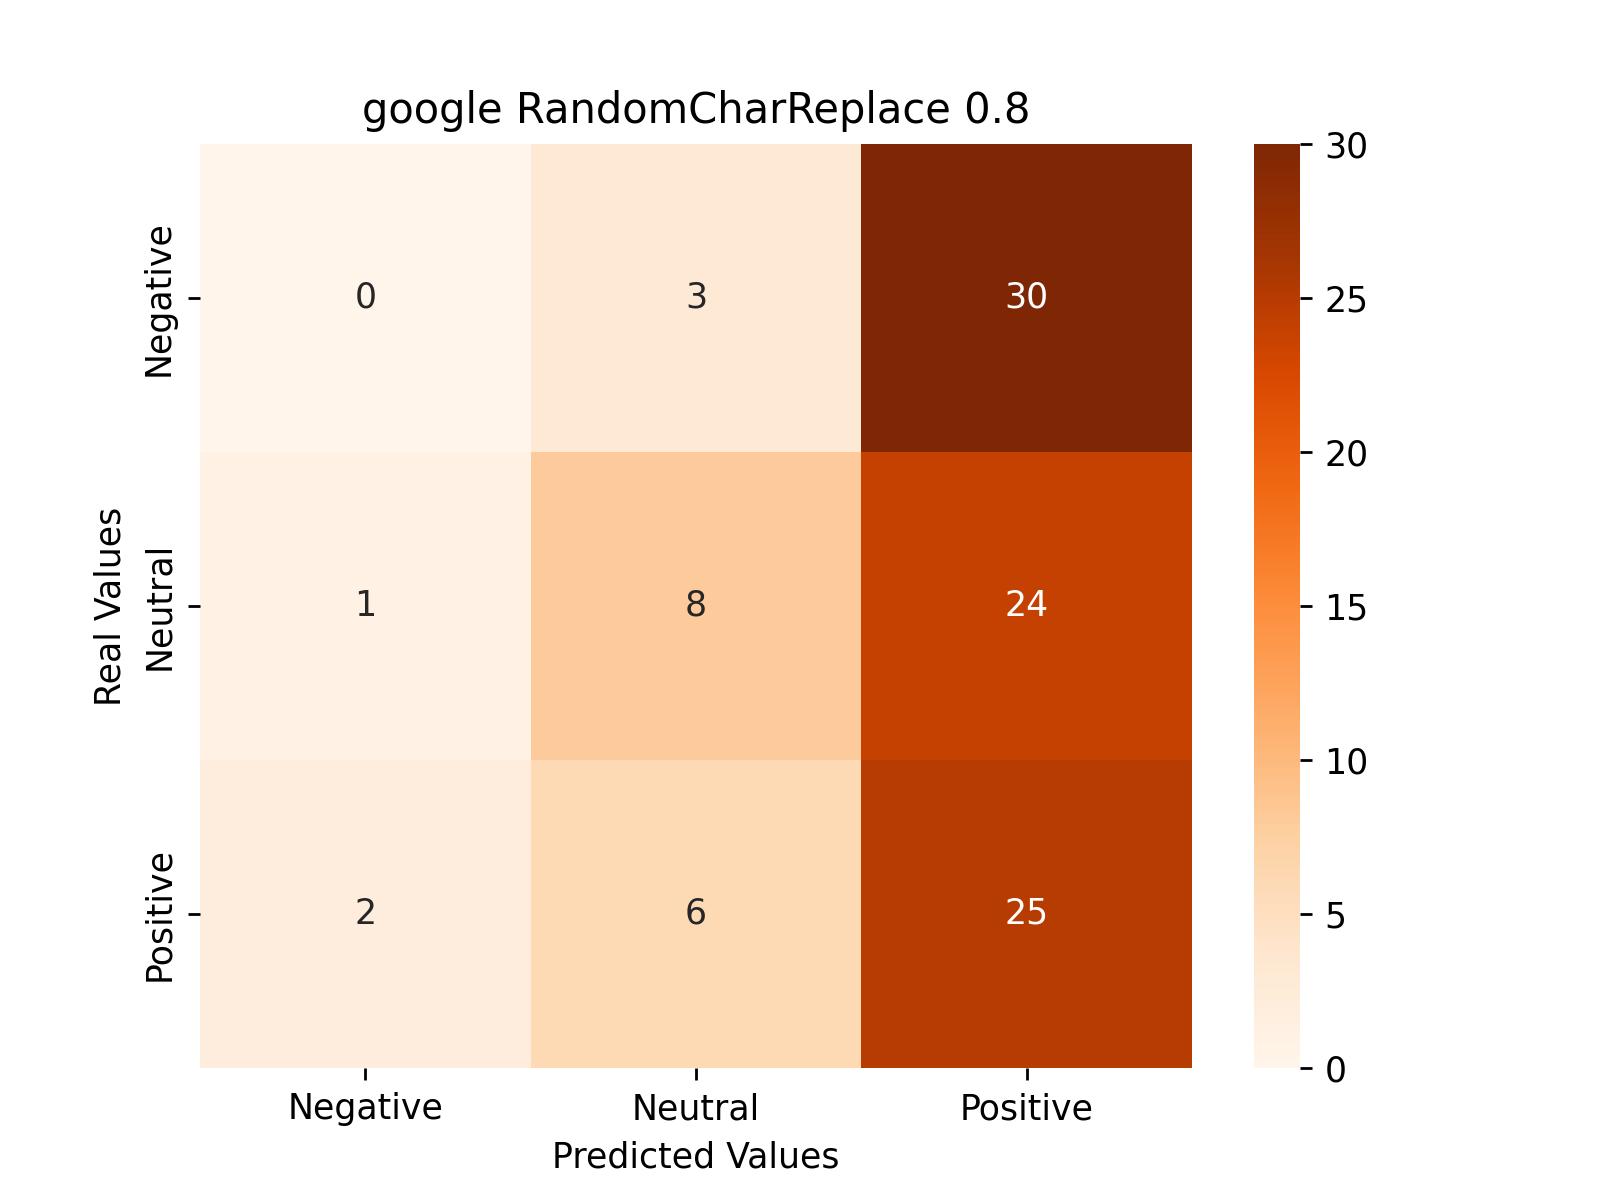 google RandomCharReplace 0.8
Real Values
Negative
0 3 30
Neutral
1 8 24
Positive
2 6 25
Negative Neutral Positive
Predicted Values
30
25
20
15
10
5
0